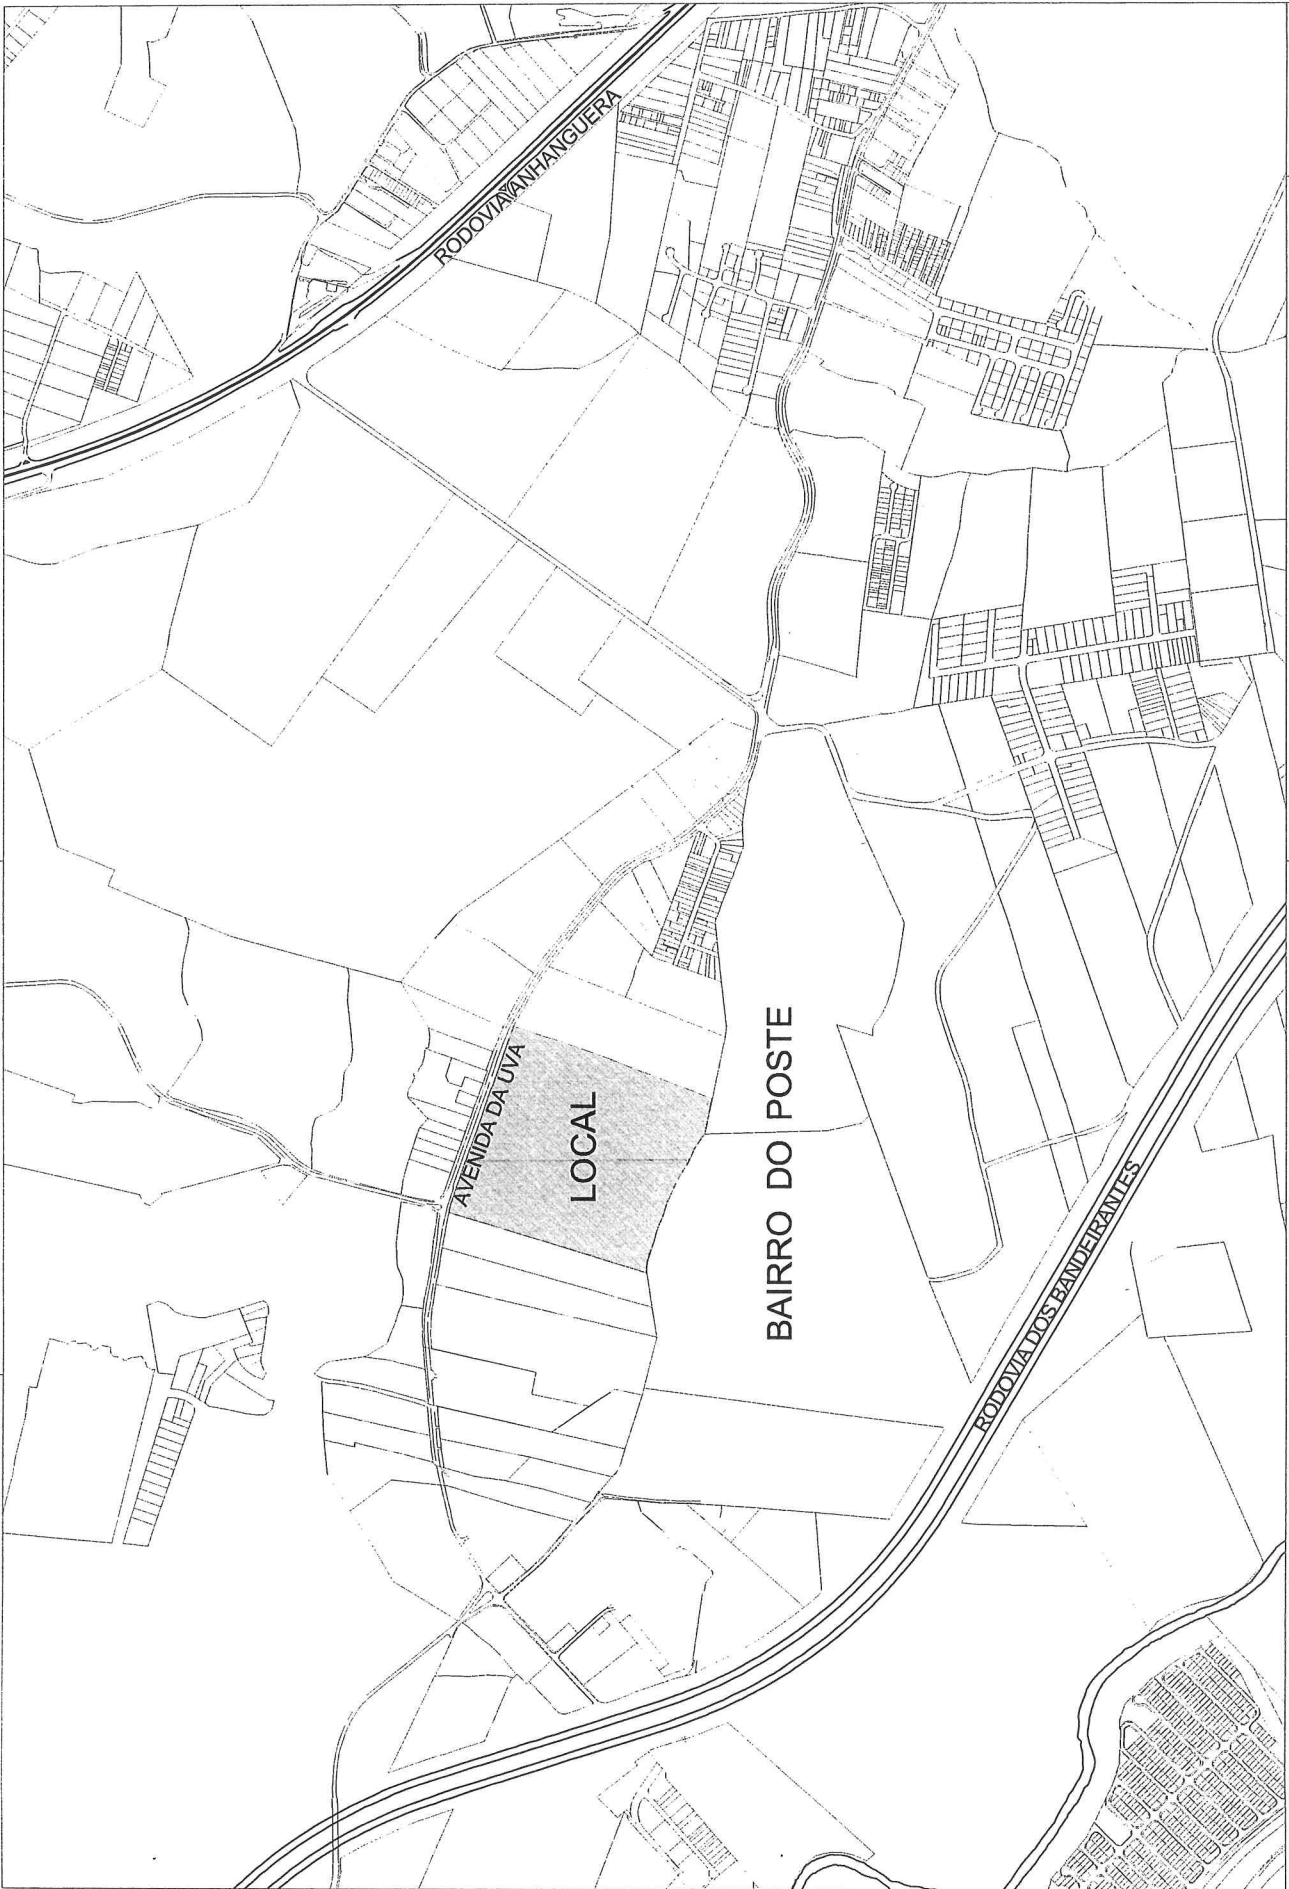 RODOVIA ANHANGUERA
AVENIDA DA UVA
LOCAL
BAIRRO DO POSTE
RODOVIA DOS BANDEIRANTES